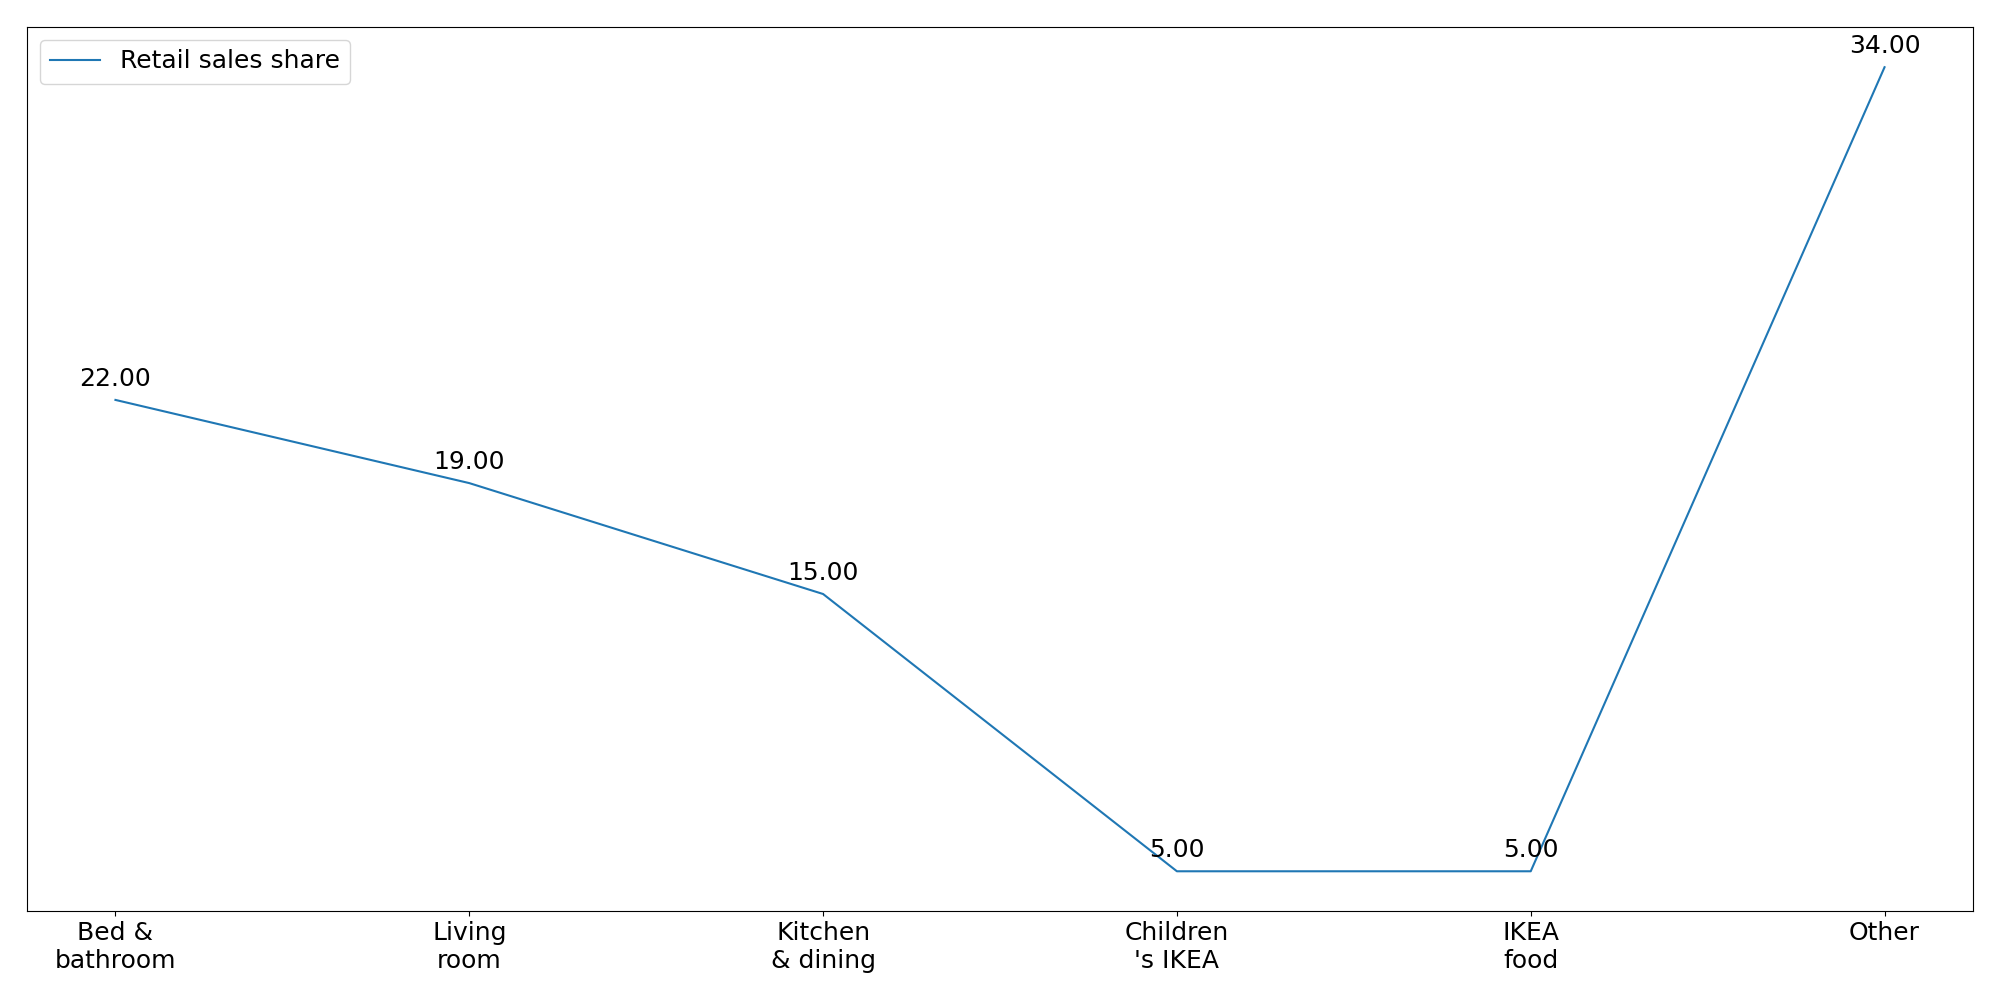 Retail sales share
34.00
22.00
19.00
15.00
5.00
5.00
Bed &
bathroom
Living
room
Kitchen
& dining
Children
's IKEA
IKEA
food
Other